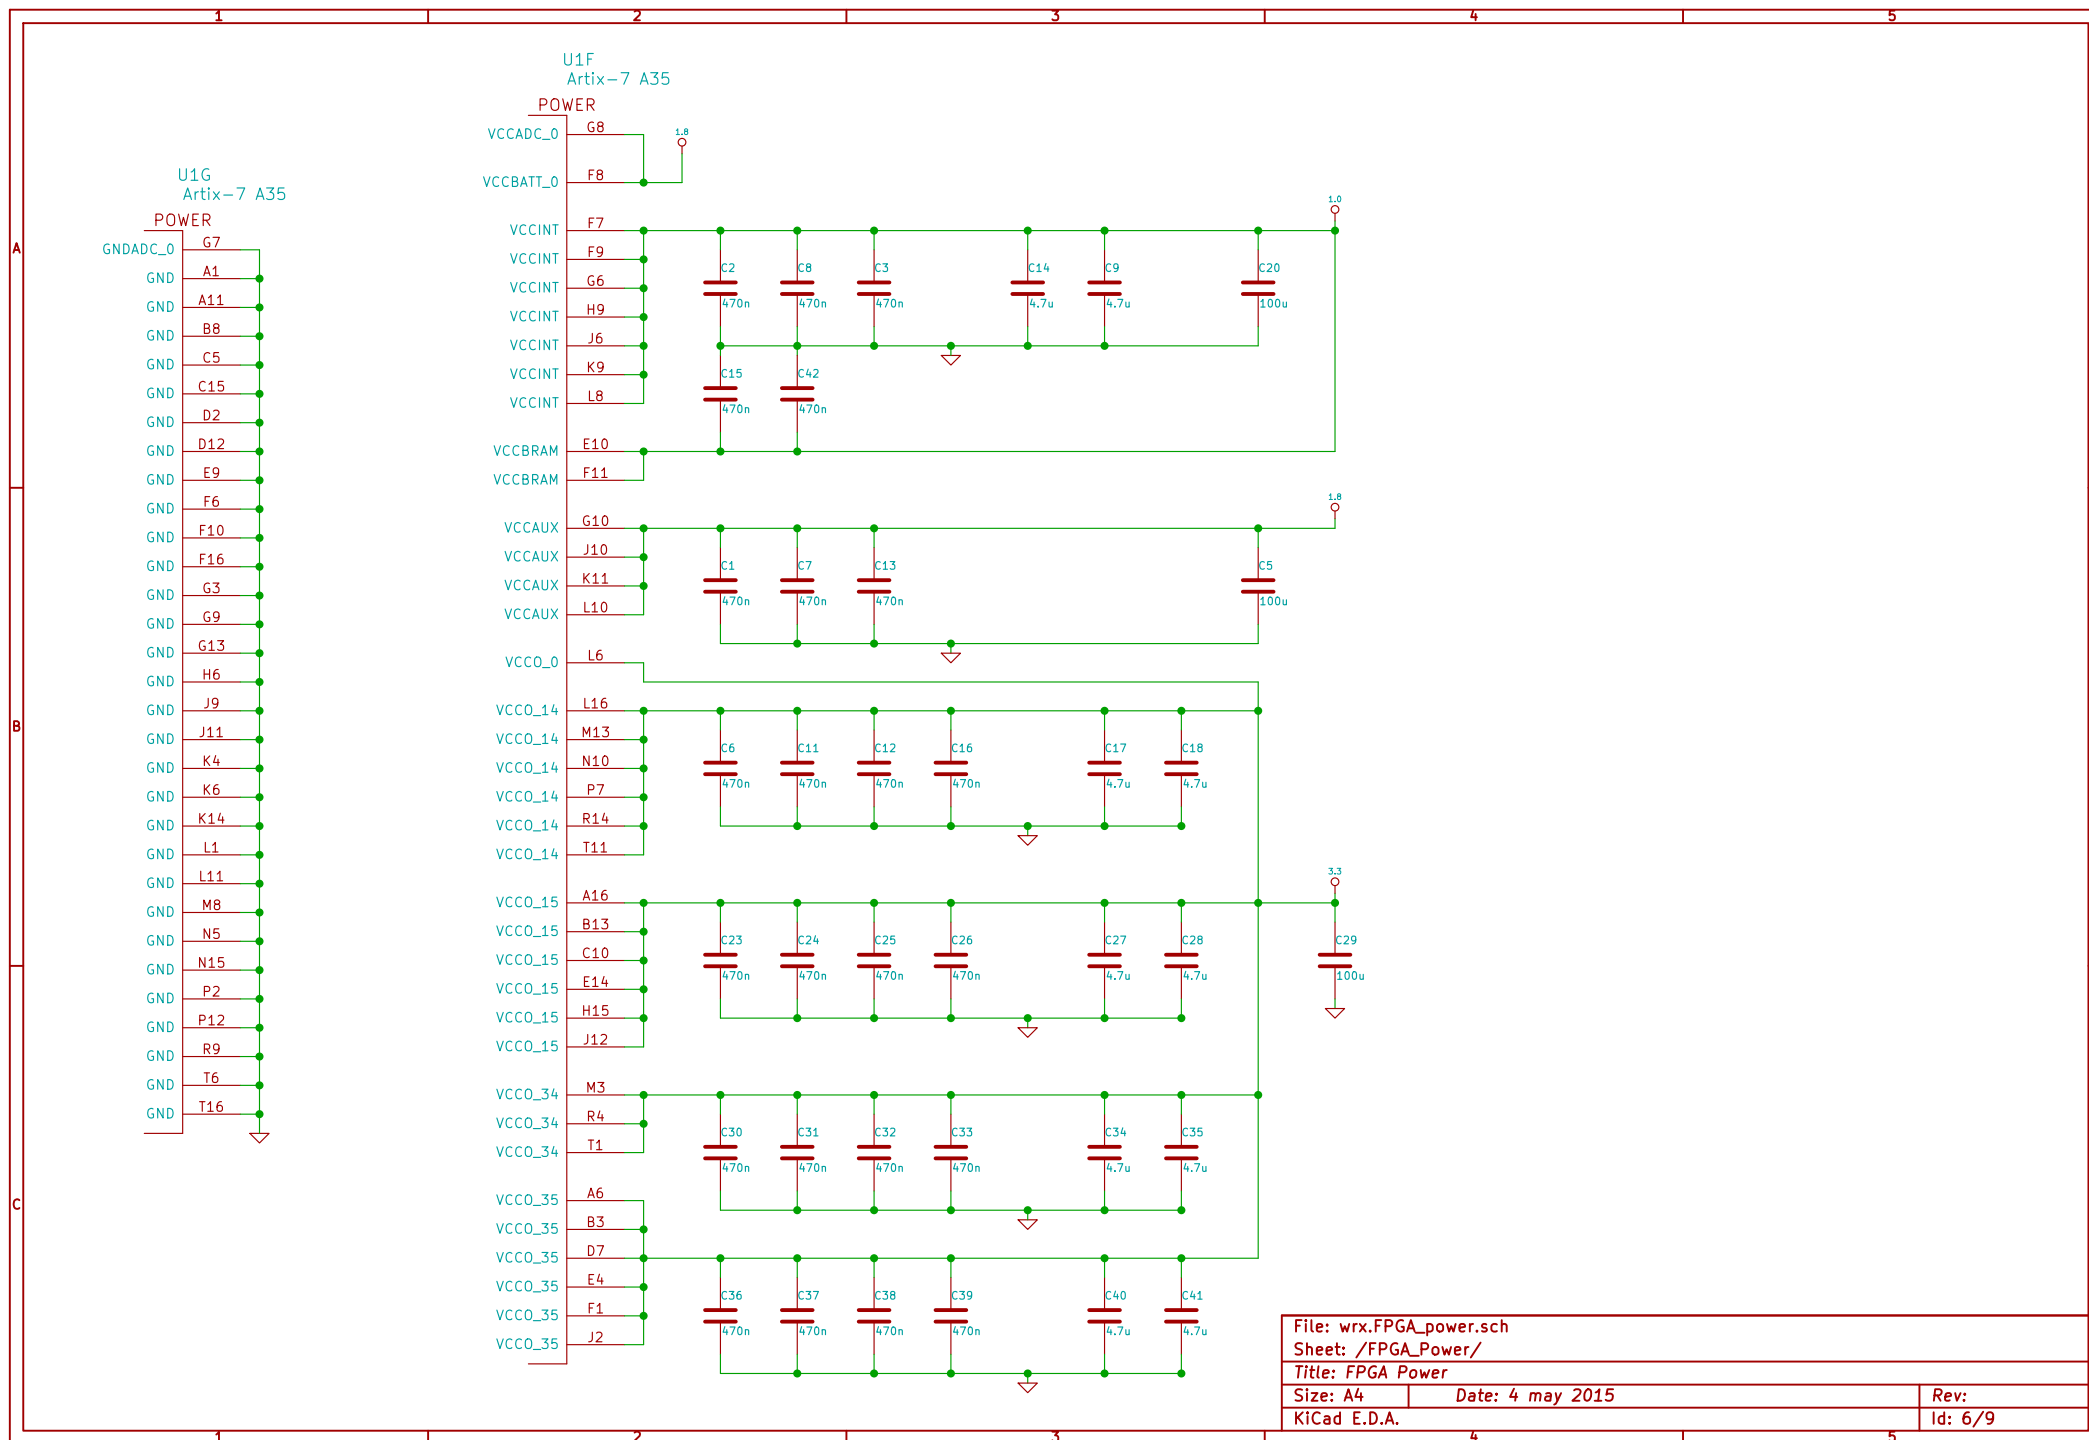 1 2 3 4 5
A
B
C
U1G
Artix-7 A35
POWER
GNDADC_0 G7
GND A1
GND A11
GND B8
GND C5
GND C15
GND D2
GND D12
GND E9
GND F6
GND F10
GND F16
GND G3
GND G9
GND G13
GND H6
GND J9
GND J11
GND K4
GND K6
GND K14
GND L1
GND L11
GND M8
GND N5
GND N15
GND P2
GND P12
GND R9
GND T6
GND T16
U1F
Artix-7 A35
POWER
VCCADC_0 G8
1.8
VCCBATT_0 F8
1.0
VCCINT F7
VCCINT F9
C2 C8 C3 C14 C9 C20
VCCINT G6
470n 470n 470n 4.7u 4.7u 100u
VCCINT H9
VCCINT J6
VCCINT K9
C15 C42
VCCINT L8
470n 470n
VCCBRAM E10
VCCBRAM F11
1.8
VCCAUX G10
VCCAUX J10
C1 C7 C13 C5
VCCAUX K11
470n 470n 470n 100u
VCCAUX L10
VCCO_0 L6
VCCO_14 L16
VCCO_14 M13
C6 C11 C12 C16 C17 C18
VCCO_14 N10
470n 470n 470n 470n 4.7u 4.7u
VCCO_14 P7
VCCO_14 R14
VCCO_14 T11
3.3
VCCO_15 A16
VCCO_15 B13
C23 C24 C25 C26 C27 C28 C29
VCCO_15 C10
470n 470n 470n 470n 4.7u 4.7u 100u
VCCO_15 E14
VCCO_15 H15
VCCO_15 J12
VCCO_34 M3
VCCO_34 R4
C30 C31 C32 C33 C34 C35
VCCO_34 T1
470n 470n 470n 470n 4.7u 4.7u
VCCO_35 A6
VCCO_35 B3
VCCO_35 D7
VCCO_35 E4
C36 C37 C38 C39 C40 C41
VCCO_35 F1
470n 470n 470n 470n 4.7u 4.7u
VCCO_35 J2
File: wrx.FPGA_power.sch
Sheet: /FPGA_Power/
Title: FPGA Power
Size: A4 Date: 4 may 2015 Rev:
KiCad E.D.A. Id: 6/9
1 2 3 4 5